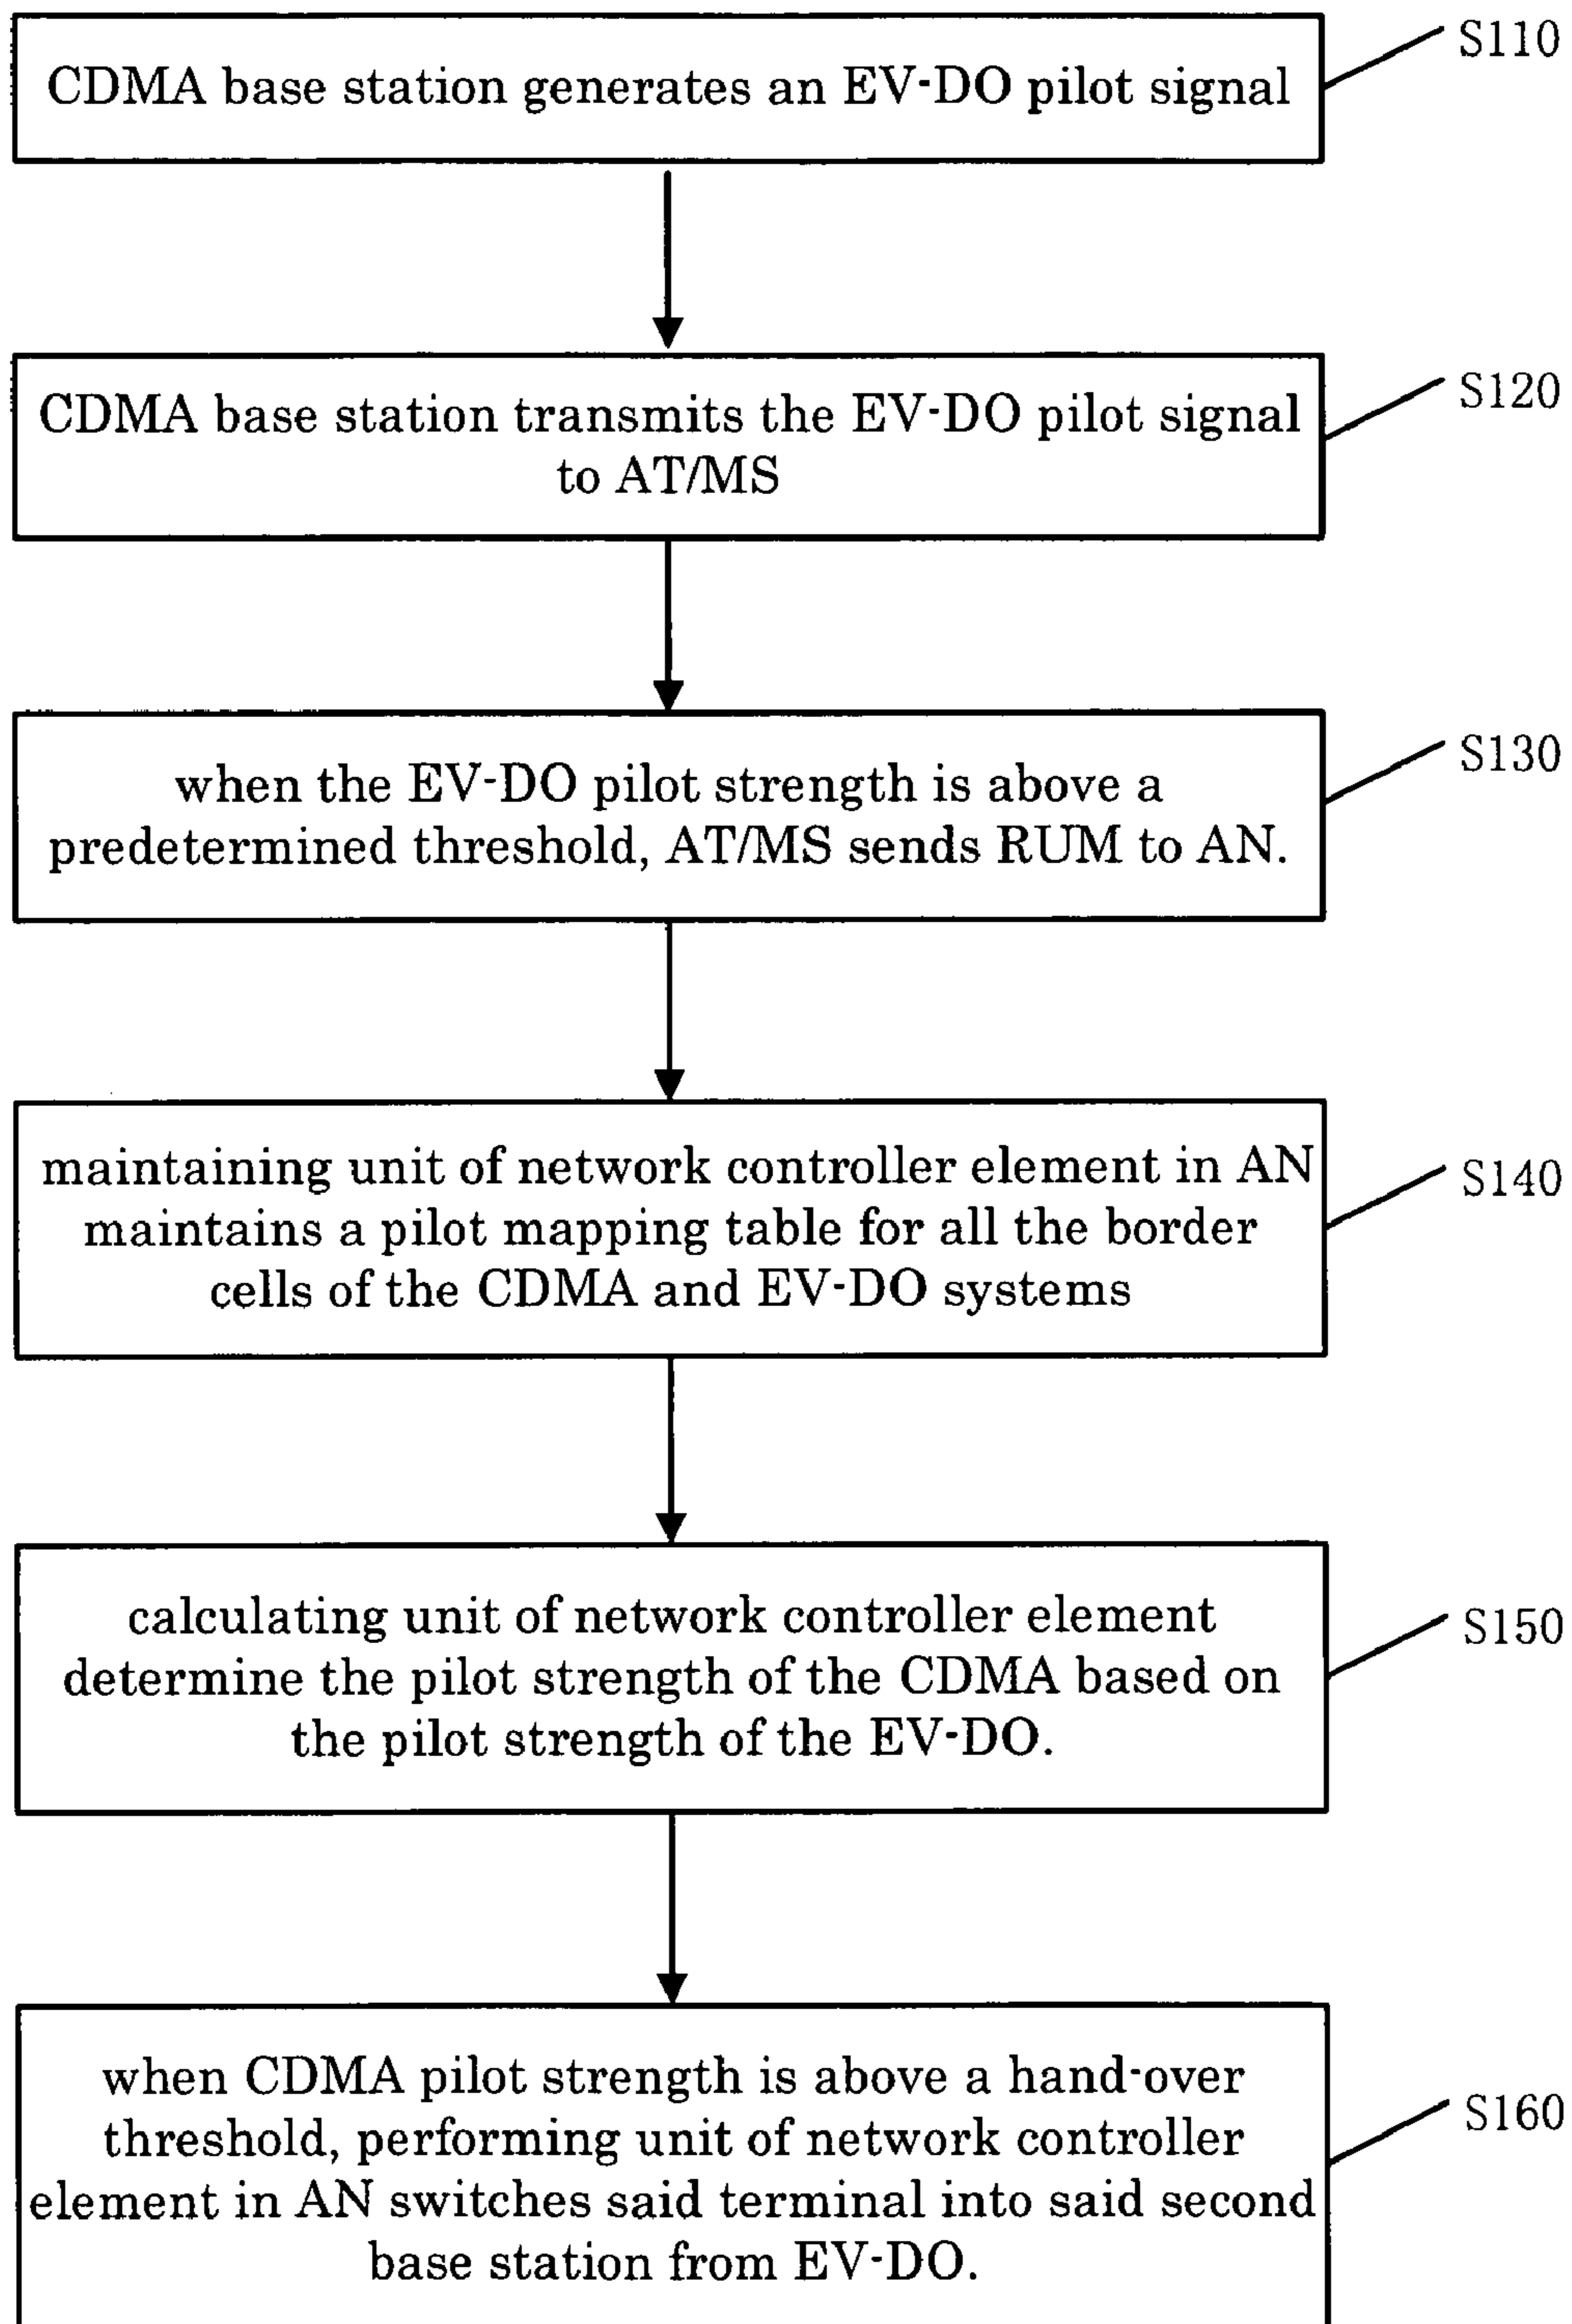 CDMA base station generates an EV-DO pilot signal
S110
CDMA base station transmits the EV-DO pilot signal
to AT/MS
S120
when the EV-DO pilot strength is above a
predetermined threshold, AT/MS sends RUM to AN.
S130
maintaining unit of network controller element in AN
maintains a pilot mapping table for all the border
cells of the CDMA and EV-DO systems
S140
calculating unit of network controller element
determine the pilot strength of the CDMA based on
the pilot strength of the EV-DO.
S150
when CDMA pilot strength is above a hand-over
threshold, performing unit of network controller
element in AN switches said terminal into said second
base station from EV-DO.
S160